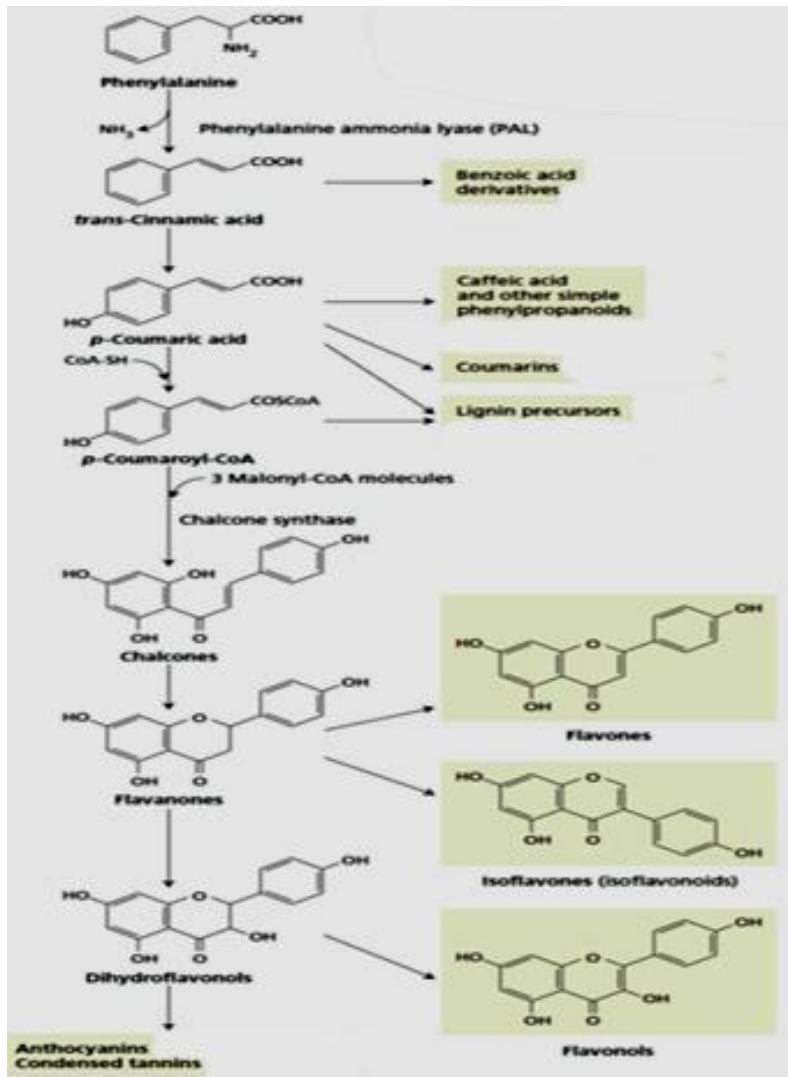 COOH
NH2
Phenylalanine
NH3
Phenylalanine ammonia lyase (PAL)
COOH
trans-Cinnamic acid
Benzoic acid
derivatives
COOH
HO
p-Coumaric acid
Caffeic acid
and other simple
phenylpropanoids
CoA-SH
Coumarins
Lignin precursors
COSCoA
HO
p-Coumaroyl-CoA
3 Malonyl-CoA molecules
Chalcone synthase
OH
HO
OH
OH
O
Chalcones
OH
HO
O
OH
O
Flavones
OH
HO
O
OH
O
Flavanones
HO
O
OH
O
OH
Isoflavones (isoflavonoids)
OH
HO
O
OH
OH
O
Dihydroflavonols
OH
HO
O
OH
OH
O
Flavonols
Anthocyanins
Condensed tannins